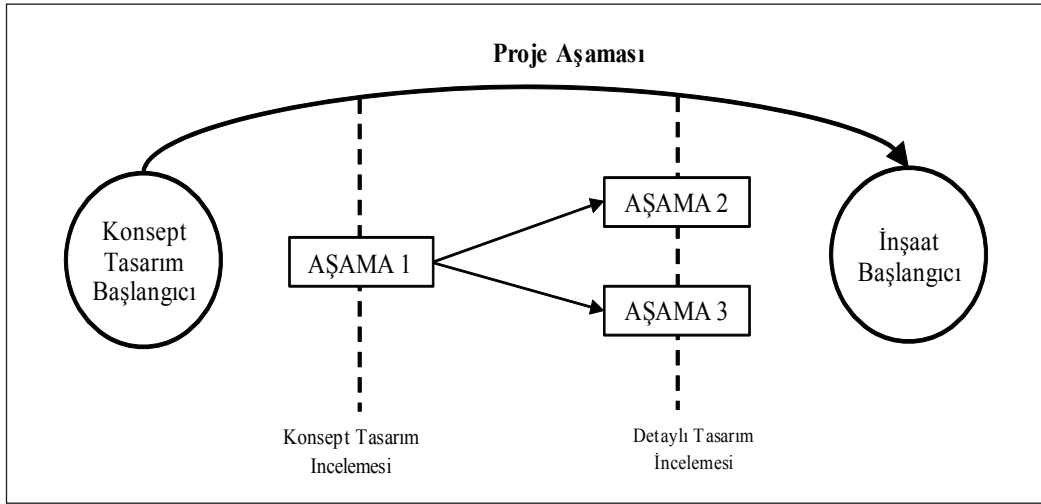 Proje Aşaması
Konsept
Tasarım
Başlangıcı
AŞAMA 1
AŞAMA 2
AŞAMA 3
İnşaat
Başlangıcı
Konsept Tasarım
Incelemesi
Detaylı Tasarım
İncelemesi